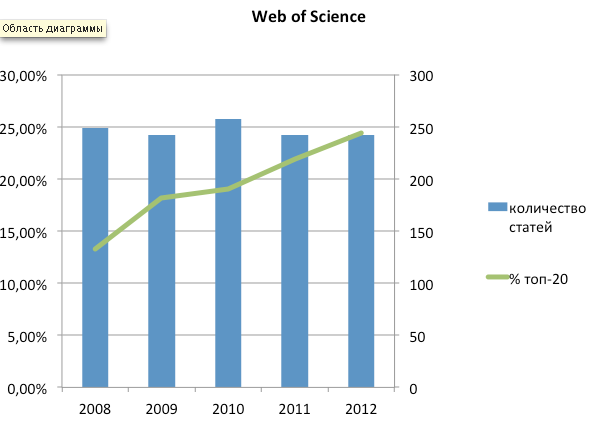 Web of Science
Область диаграммы
30,00%
25,00%
20,00%
15,00%
10,00%
5,00%
0,00%
300
250
200
150
100
50
0
2008 2009 2010 2011 2012
количество
статей
% топ-20